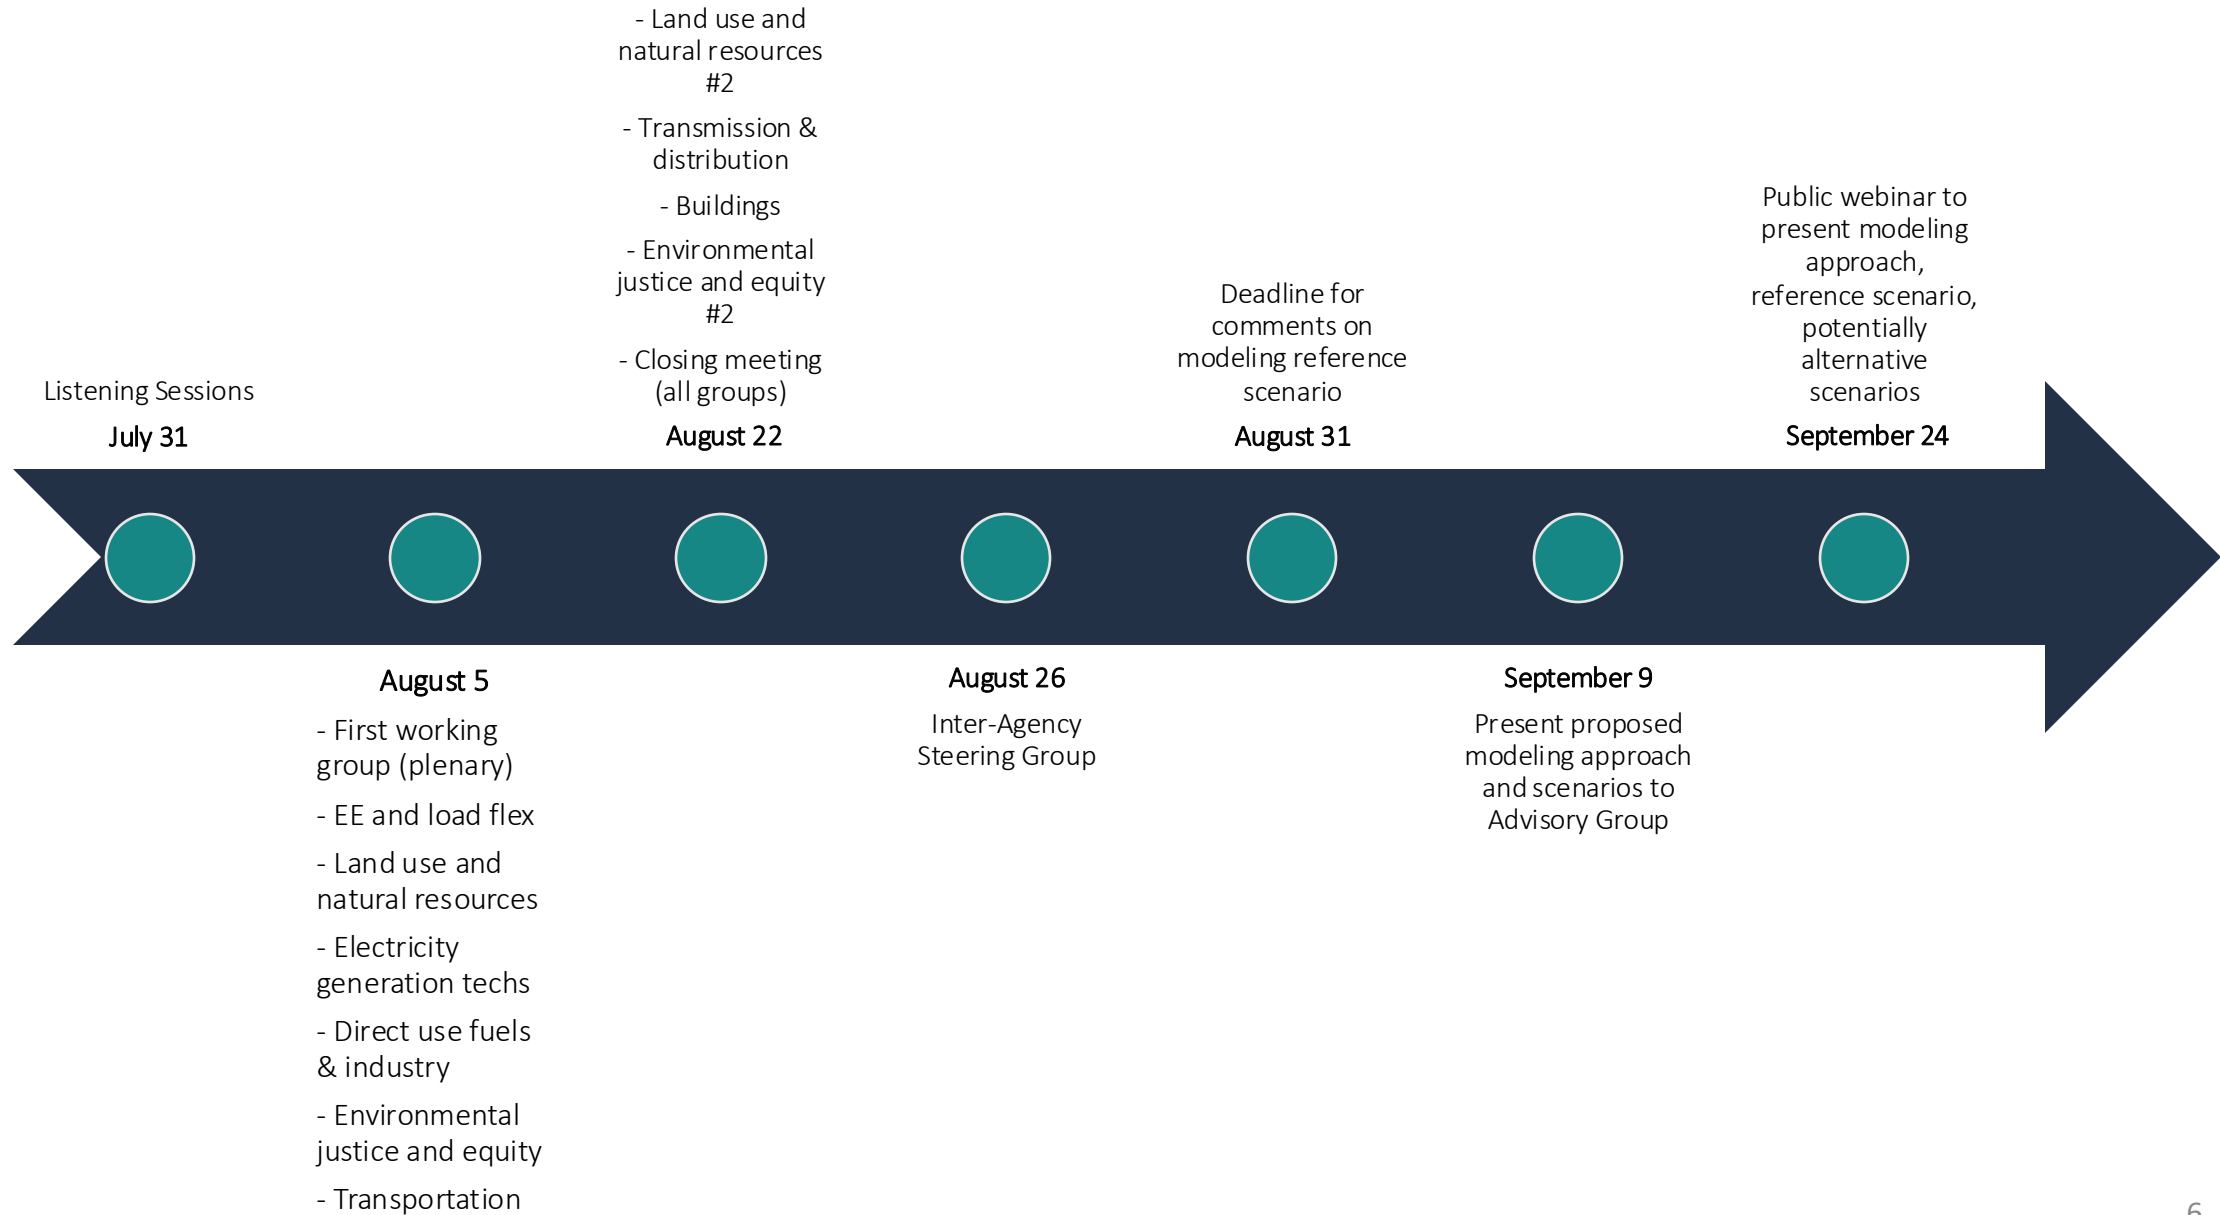 Listening Sessions
July 31
August 5
- First working
group (plenary)
- EE and load flex
- Land use and
natural resources
- Electricity
generation techs
- Direct use fuels
& industry
- Environmental
justice and equity
- Transportation
- Land use and
natural resources
#2
- Transmission &
distribution
- Buildings
- Environmental
justice and equity
#2
- Closing meeting
(all groups)
August 22
August 26
Inter-Agency
Steering Group
Deadline for
comments on
modeling reference
scenario
August 31
September 9
Present proposed
modeling approach
and scenarios to
Advisory Group
Public webinar to
present modeling
approach,
reference scenario,
potentially
alternative
scenarios
September 24
6